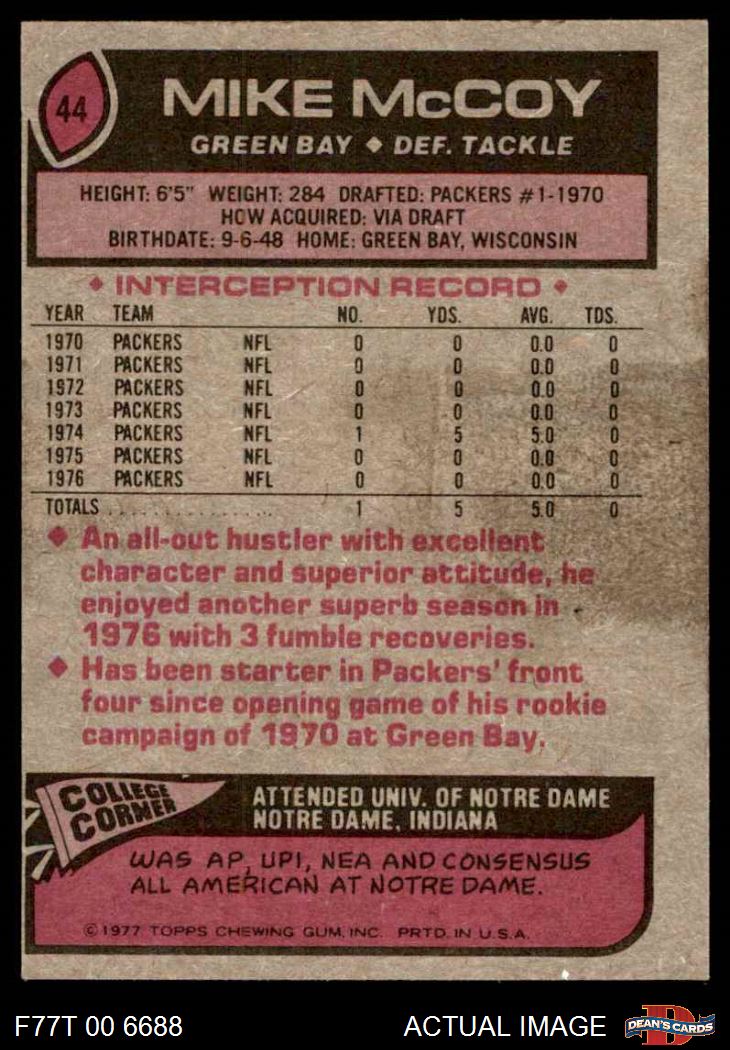 44
MIKE McCOY
GREEN BAY ◆ DEF. TACKLE
HEIGHT: 6'5" WEIGHT: 284 DRAFTED: PACKERS #1-1970
HOW ACQUIRED: VIA DRAFT
BIRTHDATE: 9-6-48 HOME: GREEN BAY, WISCONSIN
◆ INTERCEPTION RECORD ◆
YEAR TEAM NO. YDS. AVG. TDS.
1970 PACKERS NFL 0 0 0.0 0
1971 PACKERS NFL 0 0 0.0 0
1972 PACKERS NFL 0 0 0.0 0
1973 PACKERS NFL 0 0 0.0 0
1974 PACKERS NFL 1 5 5.0 0
1975 PACKERS NFL 0 0 0.0 0
1976 PACKERS NFL 0 0 0.0 0
TOTALS ................. 1 5 5.0 0
◆ An all-out hustler with excellent
character and superior attitude, he
enjoyed another superb season in
1976 with 3 fumble recoveries.
◆ Has been starter in Packers' front
four since opening game of his rookie
campaign of 1970 at Green Bay.
COLLEGE
CORNER
ATTENDED UNIV. OF NOTRE DAME
NOTRE DAME, INDIANA
WAS AP, UPI, NEA AND CONSENSUS
ALL AMERICAN AT NOTRE DAME.
©1977 TOPPS CHEWING GUM, INC. PRTD. IN U.S.A.
F77T 00 6688 ACTUAL IMAGE
D
DEAN'S CARDS